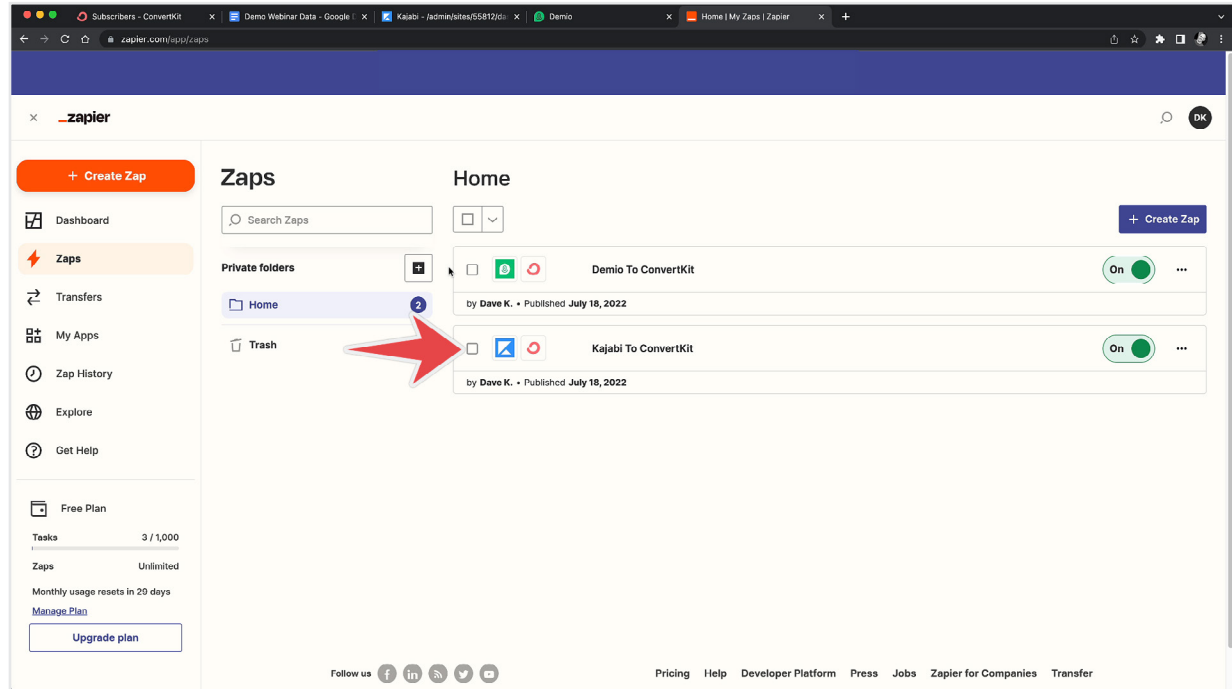 Subscribers - ConvertKit
Demo Webinar Data - Google D
Kajabi - /admin/sites/55812/da
Demio
Home | My Zaps | Zapier
zapier.com/app/zaps
_zapier
DK
+ Create Zap
Dashboard
Zaps
Transfers
My Apps
Zap History
Explore
Get Help
Free Plan
Tasks 3 / 1,000
Zaps Unlimited
Monthly usage resets in 29 days
Manage Plan
Upgrade plan
Zaps
Search Zaps
Private folders
Home 2
Trash
Home
+ Create Zap
Demio To ConvertKit On
by Dave K. • Published July 18, 2022
Kajabi To ConvertKit On
by Dave K. • Published July 18, 2022
Follow us Pricing Help Developer Platform Press Jobs Zapier for Companies Transfer